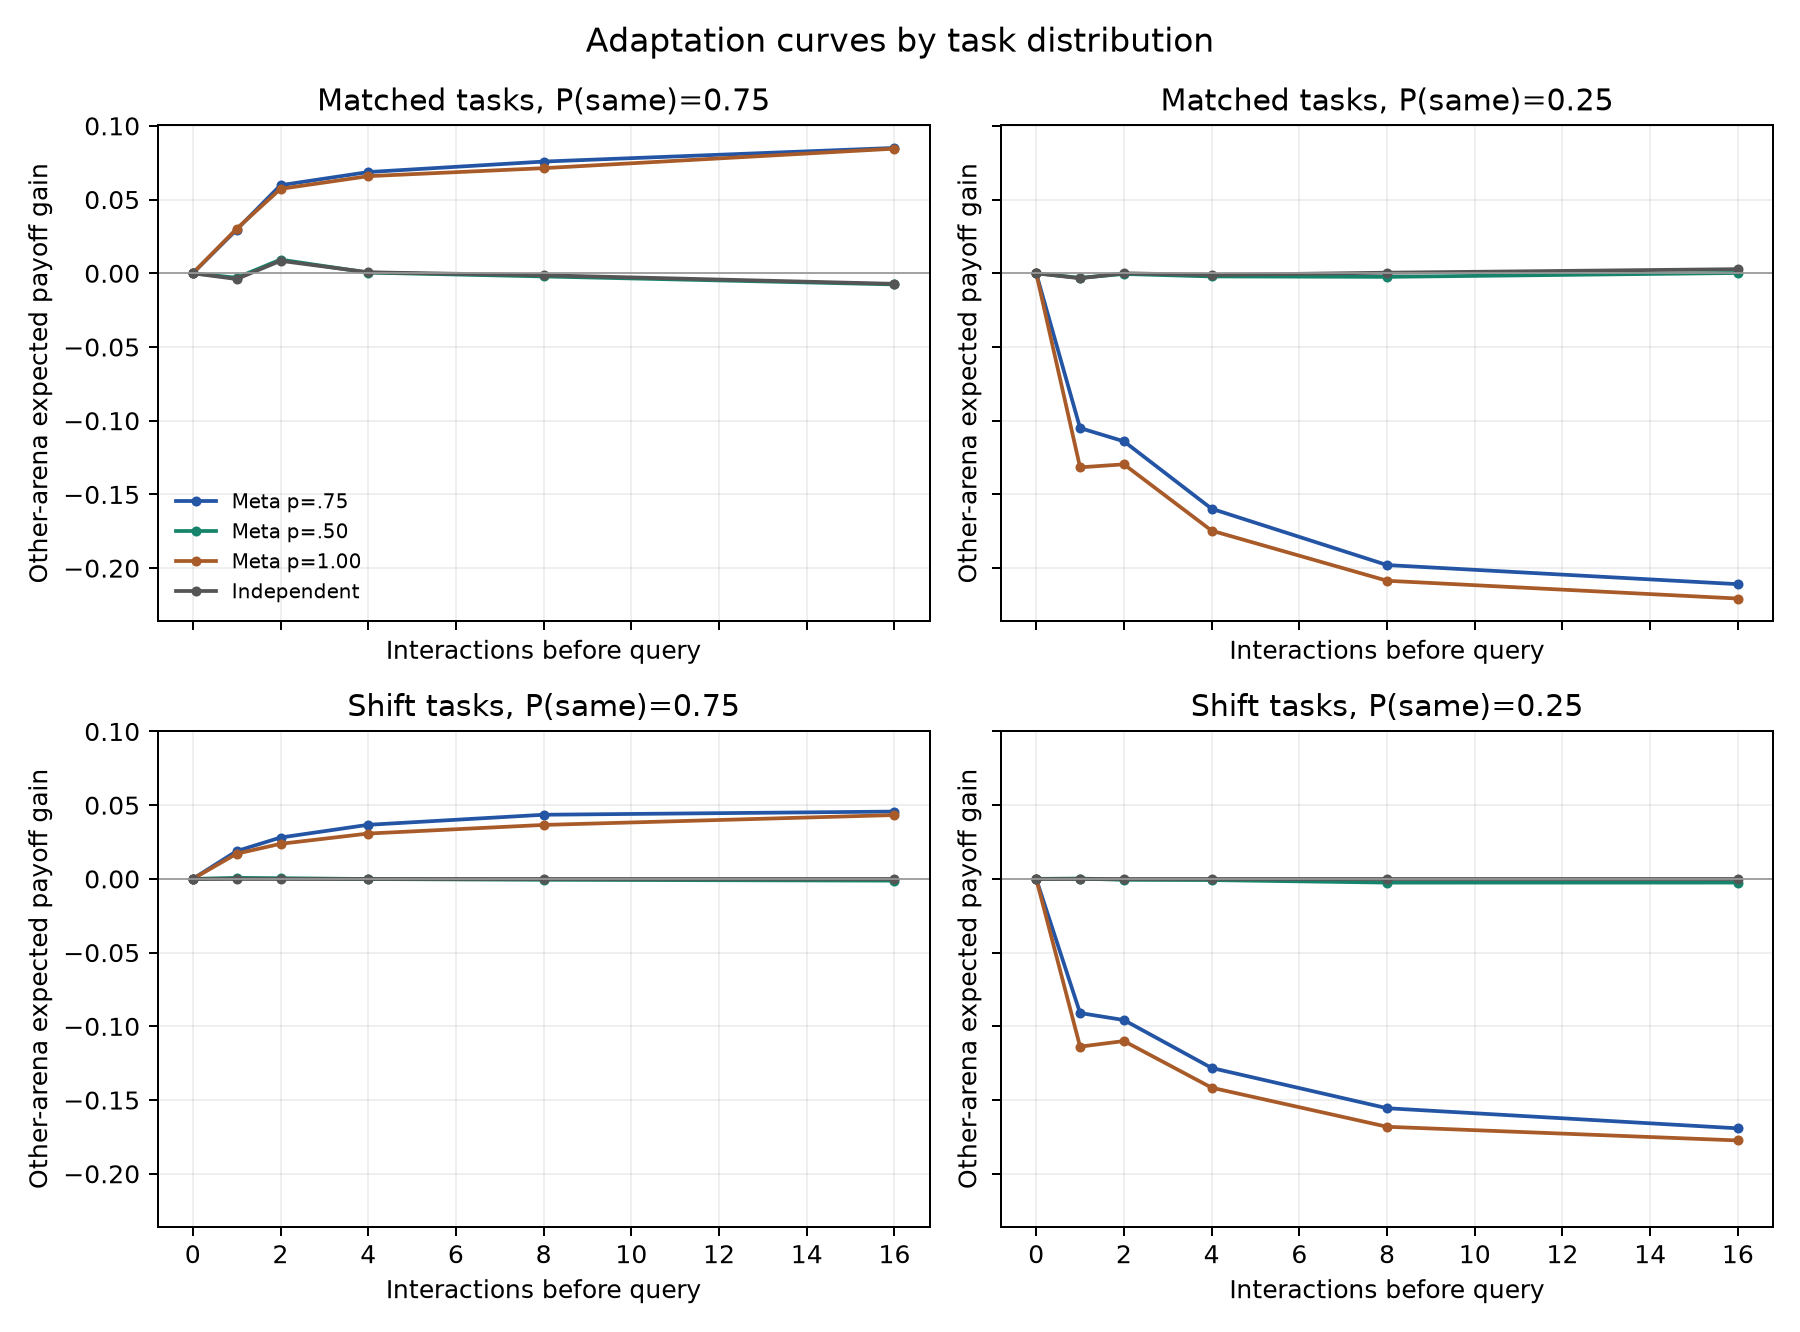 Adaptation curves by task distribution
Matched tasks, P(same)=0.75
Other-arena expected payoff gain
0.10
0.05
0.00
−0.05
−0.10
−0.15
−0.20
Meta p=.75
Meta p=.50
Meta p=1.00
Independent
Interactions before query
Matched tasks, P(same)=0.25
Other-arena expected payoff gain
Interactions before query
Shift tasks, P(same)=0.75
Other-arena expected payoff gain
0.10
0.05
0.00
−0.05
−0.10
−0.15
−0.20
0 2 4 6 8 10 12 14 16
Interactions before query
Shift tasks, P(same)=0.25
Other-arena expected payoff gain
0 2 4 6 8 10 12 14 16
Interactions before query